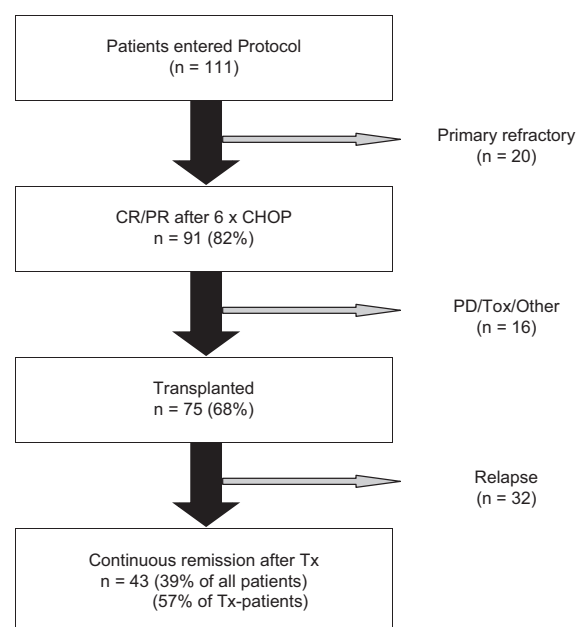 Patients entered Protocol
(n = 111)
Primary refractory
(n = 20)
CR/PR after 6 x CHOP
n = 91 (82%)
PD/Tox/Other
(n = 16)
Transplanted
n = 75 (68%)
Relapse
(n = 32)
Continuous remission after Tx
n = 43 (39% of all patients)
(57% of Tx-patients)